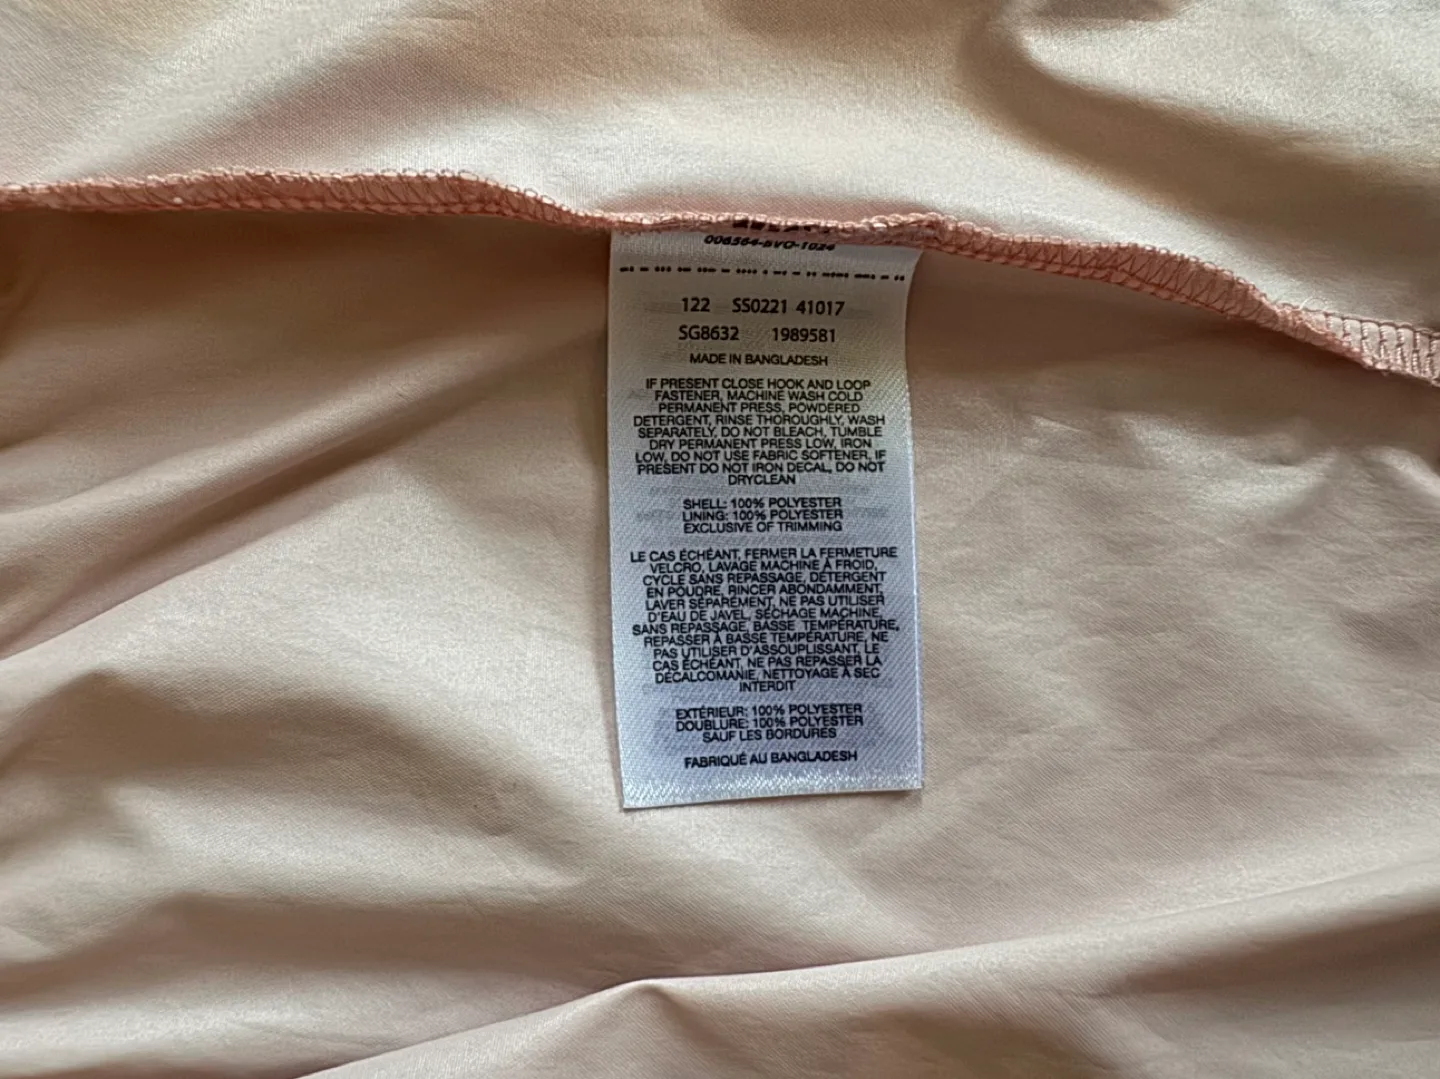 006564-BVO-1024
122 SS0221 41017
SG8632 1989581
MADE IN BANGLADESH
IF PRESENT CLOSE HOOK AND LOOP
FASTENER, MACHINE WASH COLD
PERMANENT PRESS, POWDERED
DETERGENT, RINSE THOROUGHLY, WASH
SEPARATELY, DO NOT BLEACH, TUMBLE
DRY PERMANENT PRESS LOW, IRON
LOW, DO NOT USE FABRIC SOFTENER, IF
PRESENT DO NOT IRON DECAL, DO NOT
DRYCLEAN
SHELL: 100% POLYESTER
LINING: 100% POLYESTER
EXCLUSIVE OF TRIMMING
LE CAS ÉCHÉANT, FERMER LA FERMETURE
VELCRO, LAVAGE MACHINE À FROID,
CYCLE SANS REPASSAGE, DÉTERGENT
EN POUDRE, RINCER ABONDAMMENT,
LAVER SÉPARÉMENT, NE PAS UTILISER
D'EAU DE JAVEL, SÉCHAGE MACHINE,
SANS REPASSAGE, BASSE TEMPÉRATURE,
REPASSER À BASSE TEMPÉRATURE, NE
PAS UTILISER D'ASSOUPLISSANT, LE
CAS ÉCHÉANT, NE PAS REPASSER LA
DÉCALCOMANIE, NETTOYAGE À SEC
INTERDIT
EXTÉRIEUR: 100% POLYESTER
DOUBLURE: 100% POLYESTER
SAUF LES BORDURES
FABRIQUÉ AU BANGLADESH